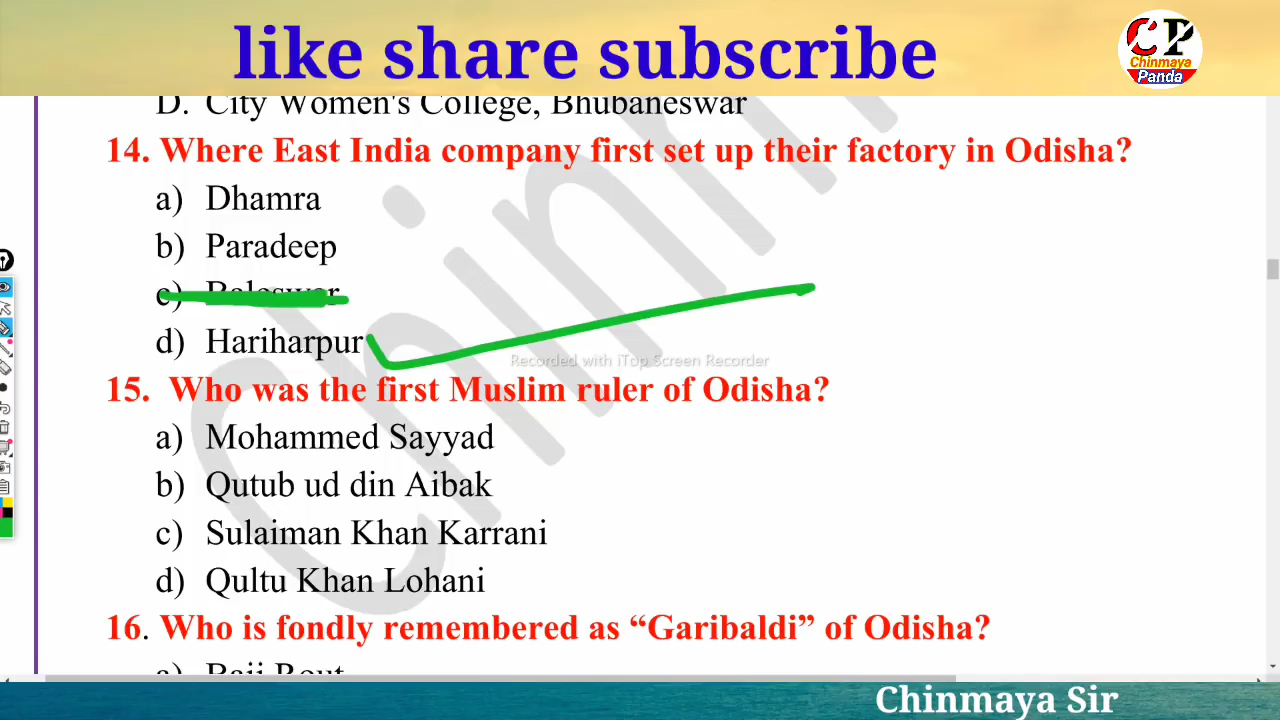 like share subscribe
CP
Chinmaya
Panda
D. City Women's College, Bhubaneswar
14. Where East India company first set up their factory in Odisha?
a) Dhamra
b) Paradeep
c) Baleswar
d) Hariharpur
Recorded with iTop Screen Recorder
15. Who was the first Muslim ruler of Odisha?
a) Mohammed Sayyad
b) Qutub ud din Aibak
c) Sulaiman Khan Karrani
d) Qultu Khan Lohani
16. Who is fondly remembered as “Garibaldi” of Odisha?
a) Baji Rout
Chinmaya Sir